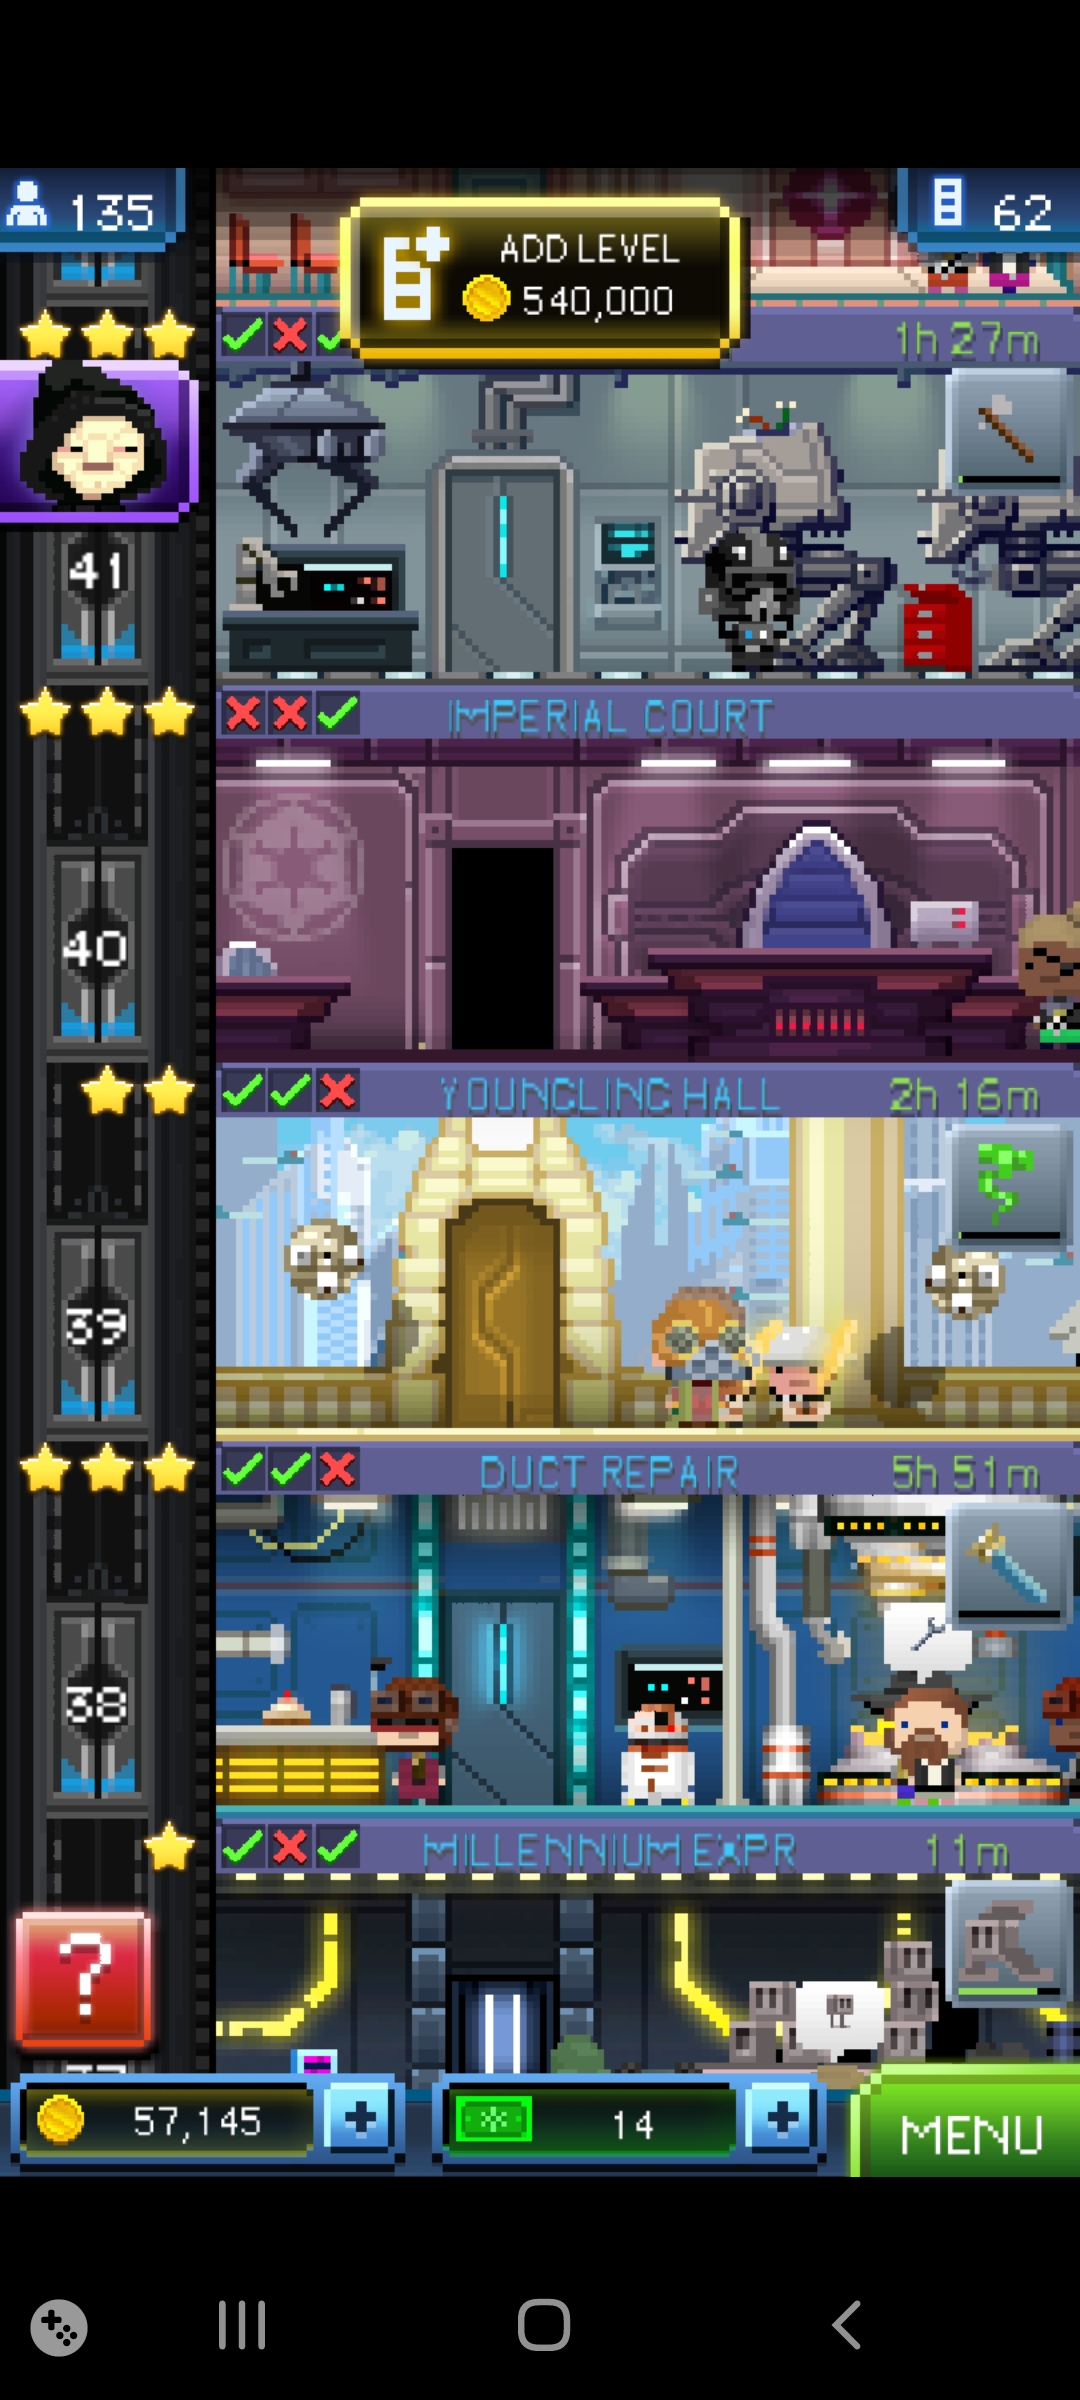 135
62
ADD LEVEL
540,000
1h 27m
41
IMPERIAL COURT
40
YOUNGLING HALL 2h 16m
39
DUCT REPAIR 5h 51m
38
MILLENNIUM EXPR 11m
?
57,145
14
MENU